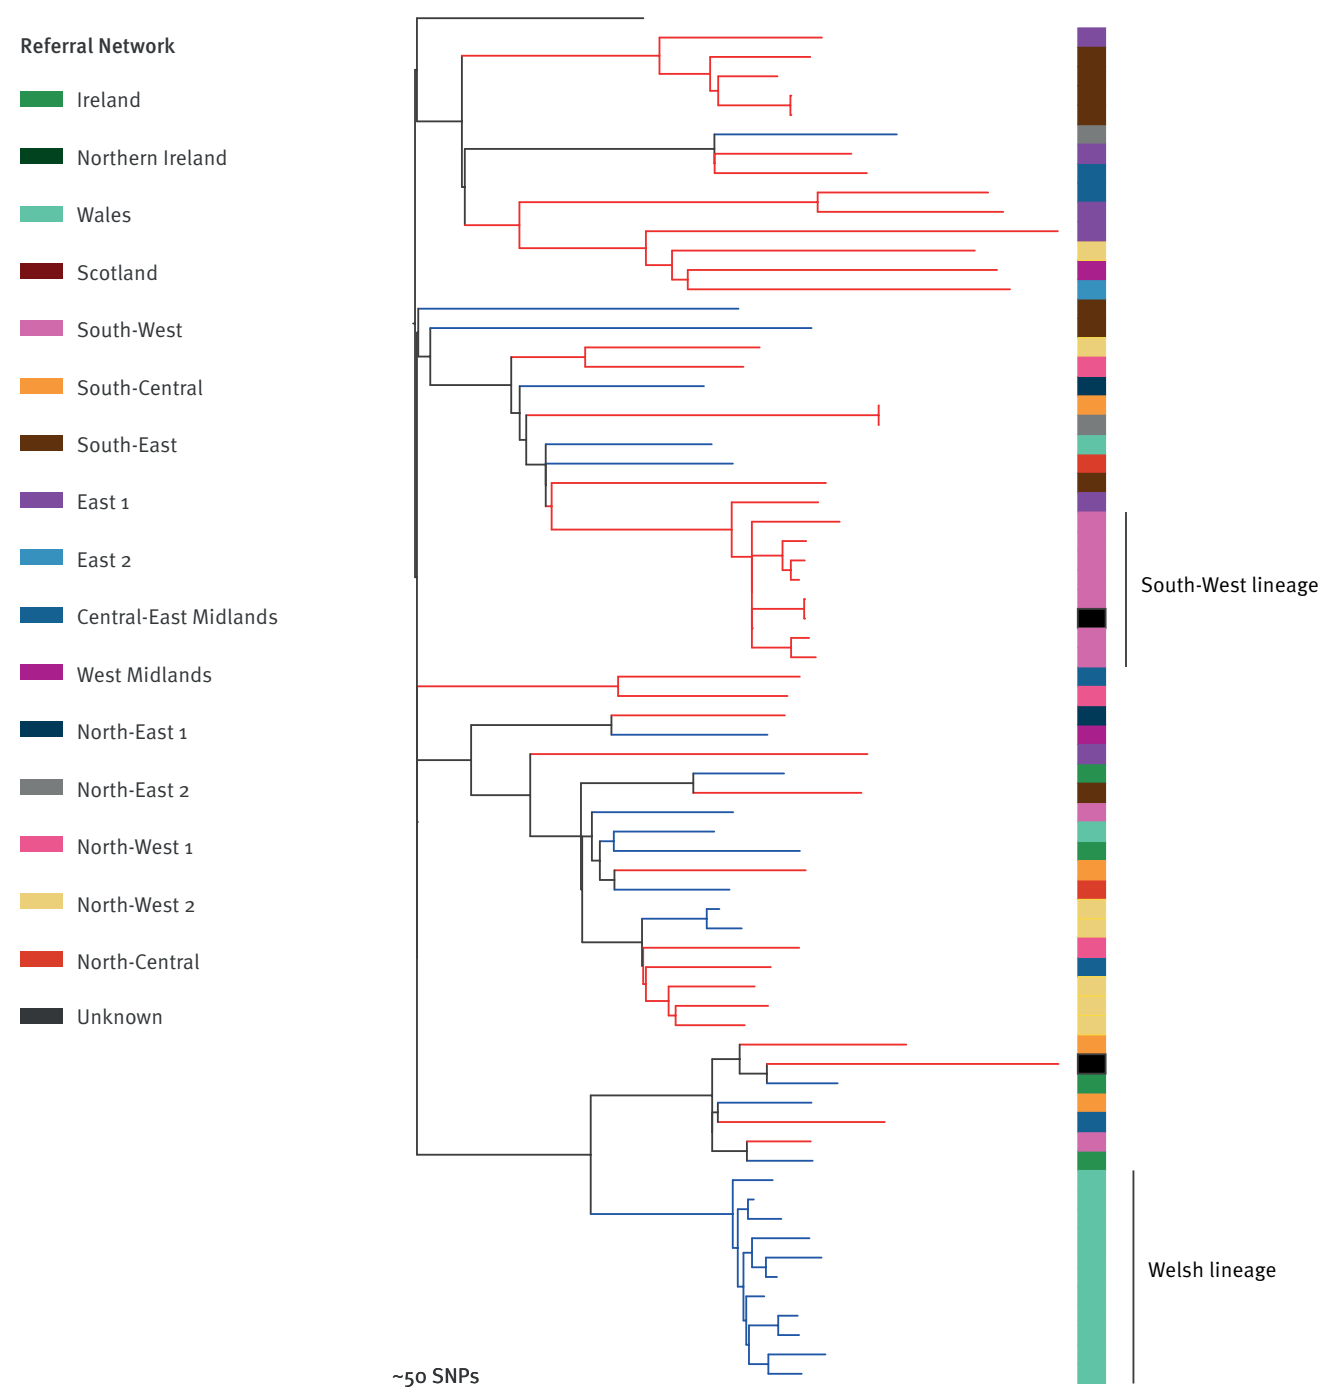 Referral Network
Ireland
Northern Ireland
Wales
Scotland
South-West
South-Central
South-East
East 1
East 2
Central-East Midlands
West Midlands
North-East 1
North-East 2
North-West 1
North-West 2
North-Central
Unknown
South-West lineage
Welsh lineage
~50 SNPs